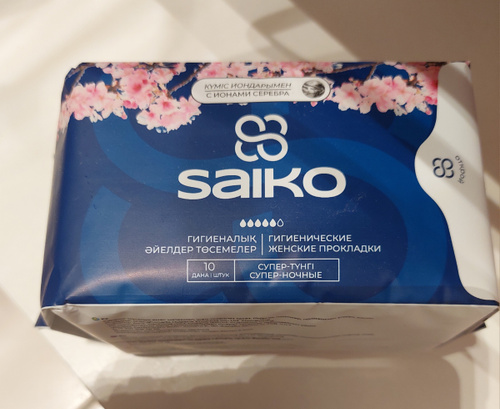 КҮМІС ИОНДАРЫМЕН
С ИОНАМИ СЕРЕБРА
saiko
ГИГИЕНАЛЫҚ
ӘЙЕЛДЕР ТӨСЕМЕЛЕР
ГИГИЕНИЧЕСКИЕ
ЖЕНСКИЕ ПРОКЛАДКИ
10
ДАНА | ШТУК
СУПЕР-ТҮНГІ
СУПЕР-НОЧНЫЕ